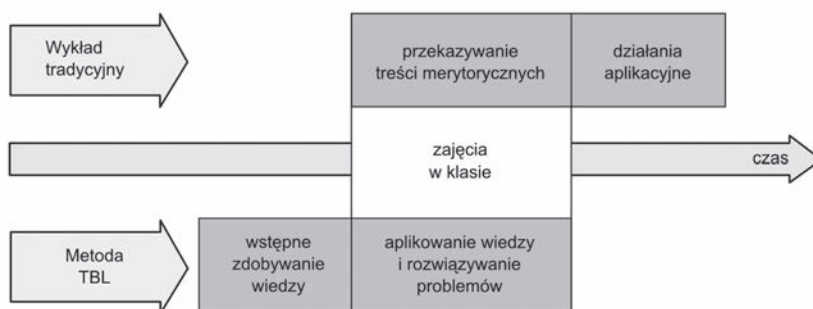 Wykład
tradycyjny
przekazywanie
treści merytorycznych
działania
aplikacyjne
zajęcia
w klasie
czas
Metoda
TBL
wstępne
zdobywanie
wiedzy
aplikowanie wiedzy
i rozwiązywanie
problemów